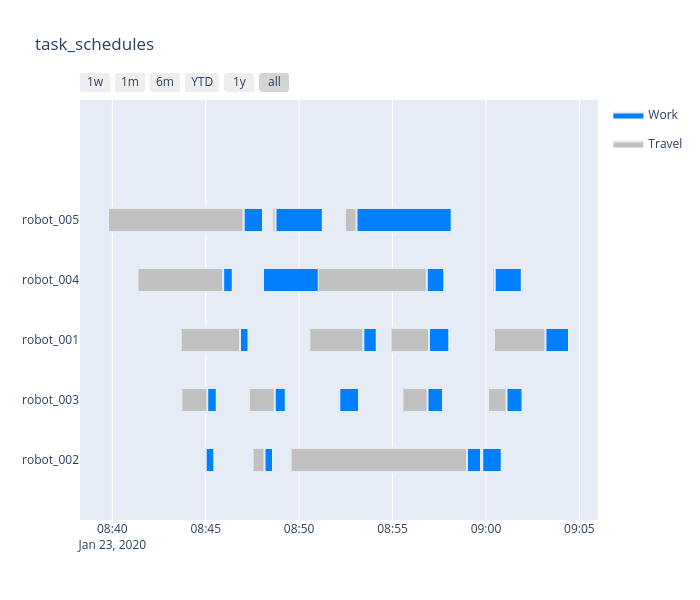 task_schedules
1w 1m 6m YTD 1y all
Work
Travel
robot_005
robot_004
robot_001
robot_003
robot_002
08:40 08:45 08:50 08:55 09:00 09:05
Jan 23, 2020